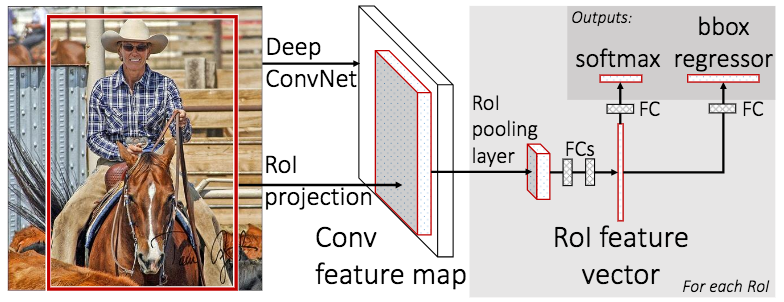 Deep
ConvNet
RoI
projection
Conv
feature map
RoI
pooling
layer
FCs
RoI feature
vector
Outputs:
softmax
bbox
regressor
FC
FC
For each RoI